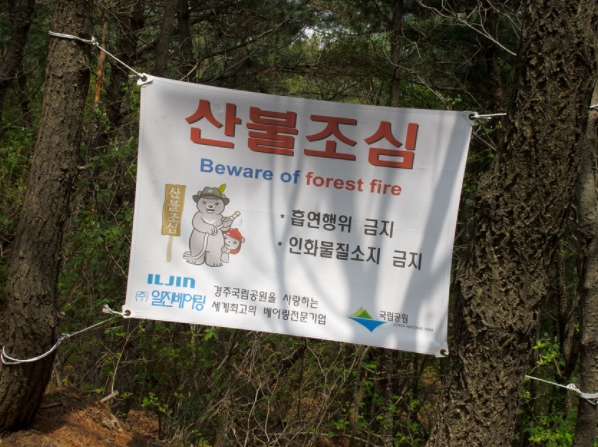 산불조심
Beware of forest fire
산불조심
· 흡연행위 금지
· 인화물질소지 금지
ILJIN
(주) 일진베어링
경주국립공원을 사랑하는
세계최고의 베어링전문기업
국립공원
KOREA NATIONAL PARK